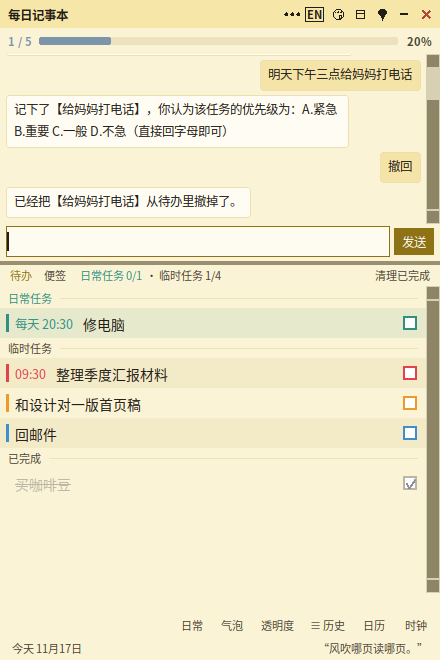 每日记事本
EN
1 / 5
20%
明天下午三点给妈妈打电话
记下了【给妈妈打电话】，你认为该任务的优先级为：A.紧急
B.重要 C.一般 D.不急（直接回字母即可）
撤回
已经把【给妈妈打电话】从待办里撤掉了。
发送
待办 便签 日常任务 0/1 · 临时任务 1/4 清理已完成
日常任务
每天 20:30 修电脑
临时任务
09:30 整理季度汇报材料
和设计对一版首页稿
回邮件
已完成
买咖啡豆
日常 气泡 透明度 ☰ 历史 日历 时钟
今天 11月17日 “风吹哪页读哪页。”